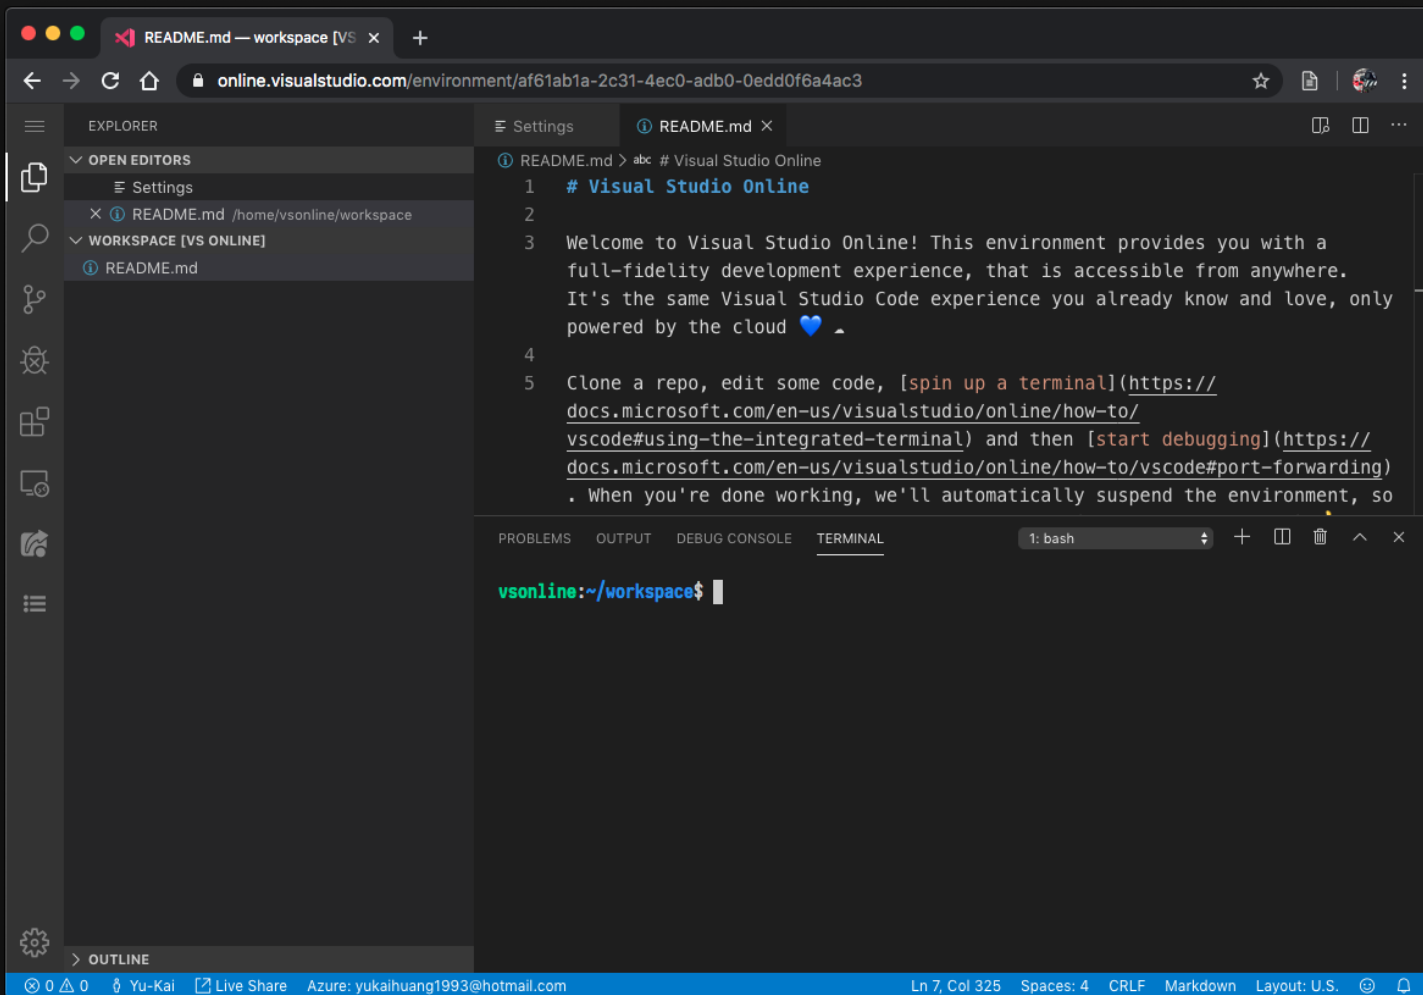 README.md — workspace [VS
online.visualstudio.com/environment/af61ab1a-2c31-4ec0-adb0-0edd0f6a4ac3
EXPLORER
OPEN EDITORS
Settings
README.md /home/vsonline/workspace
WORKSPACE [VS ONLINE]
README.md
OUTLINE
Settings
README.md
README.md > abc # Visual Studio Online
1 # Visual Studio Online
2
3 Welcome to Visual Studio Online! This environment provides you with a
full-fidelity development experience, that is accessible from anywhere.
It's the same Visual Studio Code experience you already know and love, only
powered by the cloud 💙 ☁
4
5 Clone a repo, edit some code, [spin up a terminal](https://
docs.microsoft.com/en-us/visualstudio/online/how-to/
vscode#using-the-integrated-terminal) and then [start debugging](https://
docs.microsoft.com/en-us/visualstudio/online/how-to/vscode#port-forwarding)
. When you're done working, we'll automatically suspend the environment, so
PROBLEMS OUTPUT DEBUG CONSOLE TERMINAL 1: bash
vsonline:~/workspace$
0 0 Yu-Kai Live Share Azure: yukaihuang1993@hotmail.com Ln 7, Col 325 Spaces: 4 CRLF Markdown Layout: U.S.